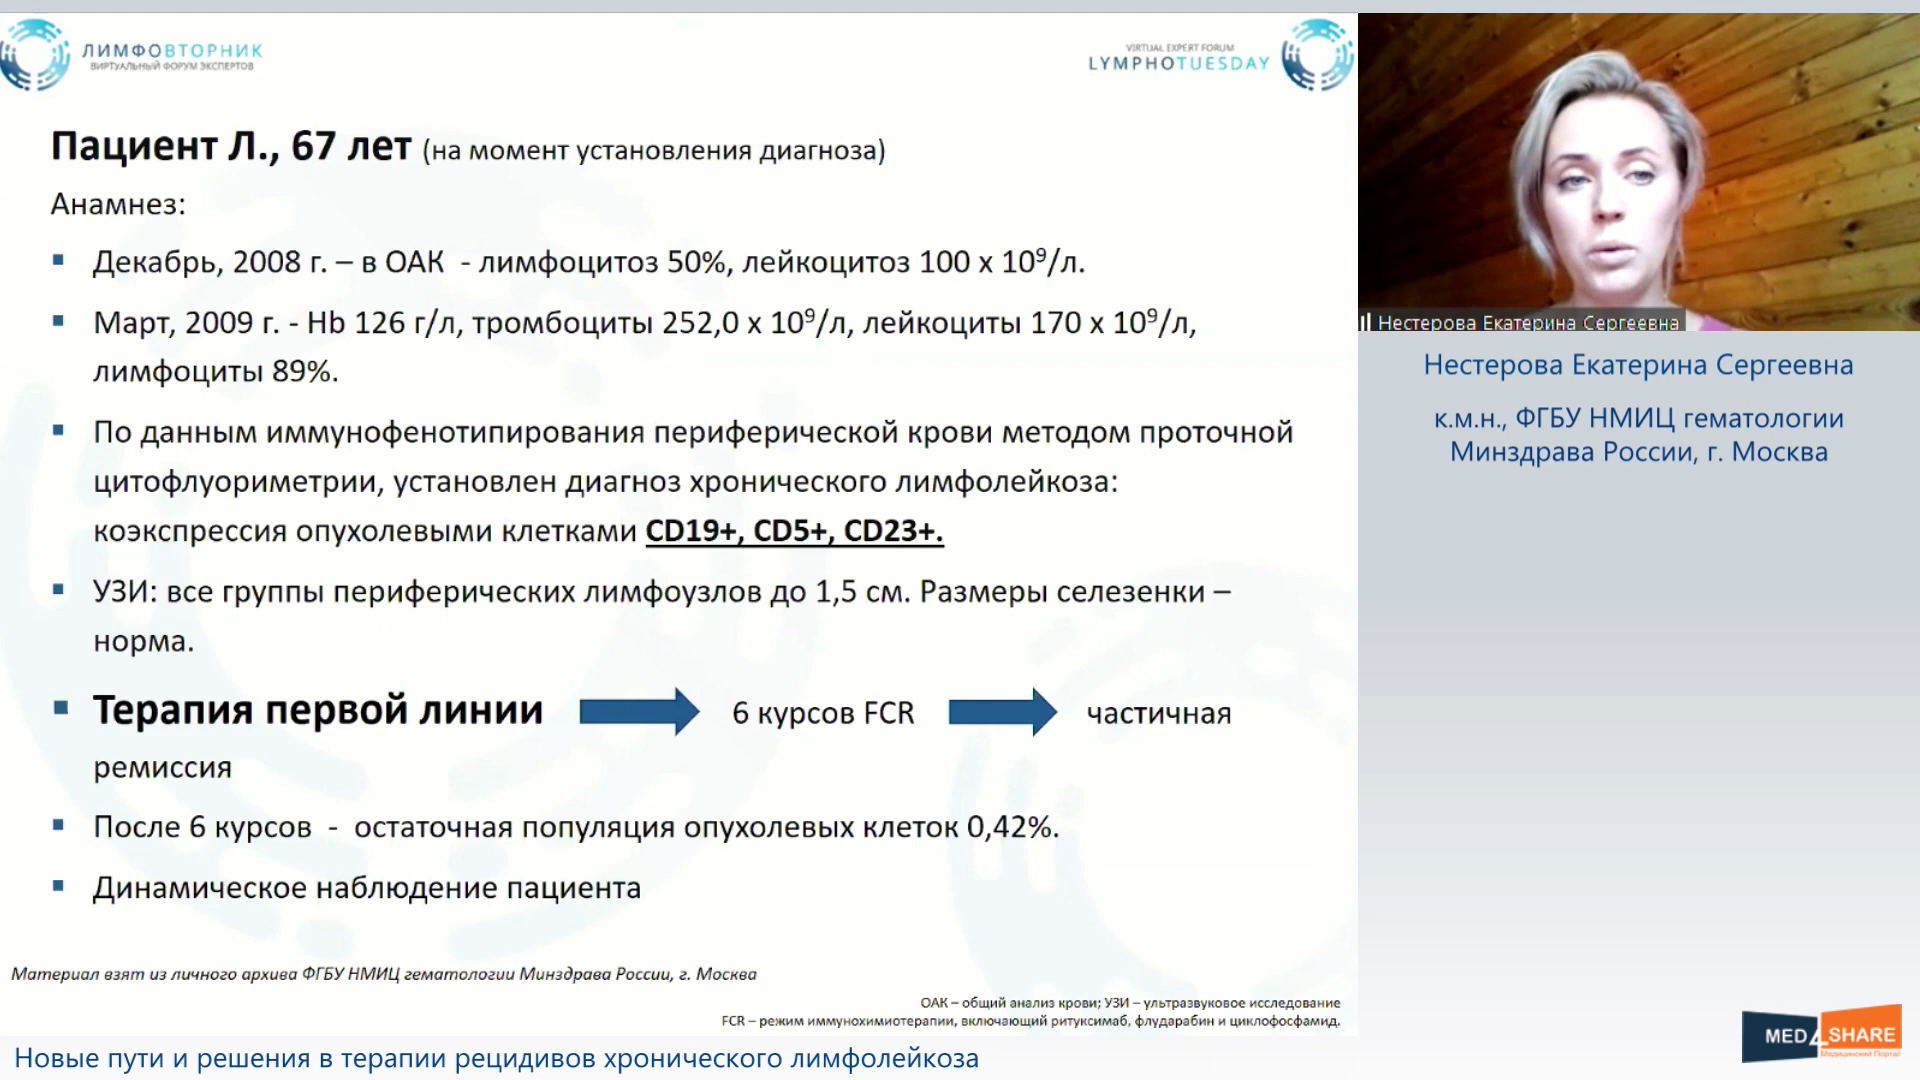 ЛИМФОВТОРНИК
ВИРТУАЛЬНЫЙ ФОРУМ ЭКСПЕРТОВ
VIRTUAL EXPERT FORUM
LYMPHOTUESDAY
Пациент Л., 67 лет (на момент установления диагноза)
Анамнез:
▪ Декабрь, 2008 г. – в ОАК - лимфоцитоз 50%, лейкоцитоз 100 х 10⁹/л.
▪ Март, 2009 г. - Hb 126 г/л, тромбоциты 252,0 х 10⁹/л, лейкоциты 170 х 10⁹/л,
лимфоциты 89%.
▪ По данным иммунофенотипирования периферической крови методом проточной
цитофлуориметрии, установлен диагноз хронического лимфолейкоза:
коэкспрессия опухолевыми клетками CD19+, CD5+, CD23+.
▪ УЗИ: все группы периферических лимфоузлов до 1,5 см. Размеры селезенки –
норма.
▪ Терапия первой линии 6 курсов FCR частичная
ремиссия
▪ После 6 курсов - остаточная популяция опухолевых клеток 0,42%.
▪ Динамическое наблюдение пациента
Материал взят из личного архива ФГБУ НМИЦ гематологии Минздрава России, г. Москва
ОАК – общий анализ крови; УЗИ – ультразвуковое исследование
FCR – режим иммунохимиотерапии, включающий ритуксимаб, флударабин и циклофосфамид.
Новые пути и решения в терапии рецидивов хронического лимфолейкоза
Нестерова Екатерина Сергеевна
Нестерова Екатерина Сергеевна
к.м.н., ФГБУ НМИЦ гематологии
Минздрава России, г. Москва
MED4SHARE
Медицинский Портал